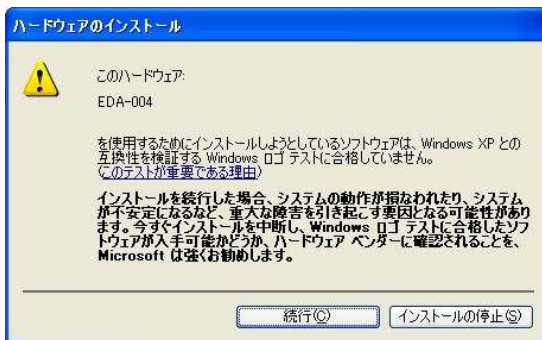 ハードウェアのインストール
このハードウェア:
EDA-004
を使用するためにインストールしようとしているソフトウェアは、Windows XP との
互換性を検証する Windows ロゴ テストに合格していません。
(このテストが重要である理由)
インストールを続行した場合、システムの動作が損なわれたり、システム
が不安定になるなど、重大な障害を引き起こす要因となる可能性があり
ます。今すぐインストールを中断し、Windows ロゴ テストに合格したソフ
トウェアが入手可能かどうか、ハードウェア ベンダーに確認されることを、
Microsoft は強くお勧めします。
続行(C)
インストールの停止(S)